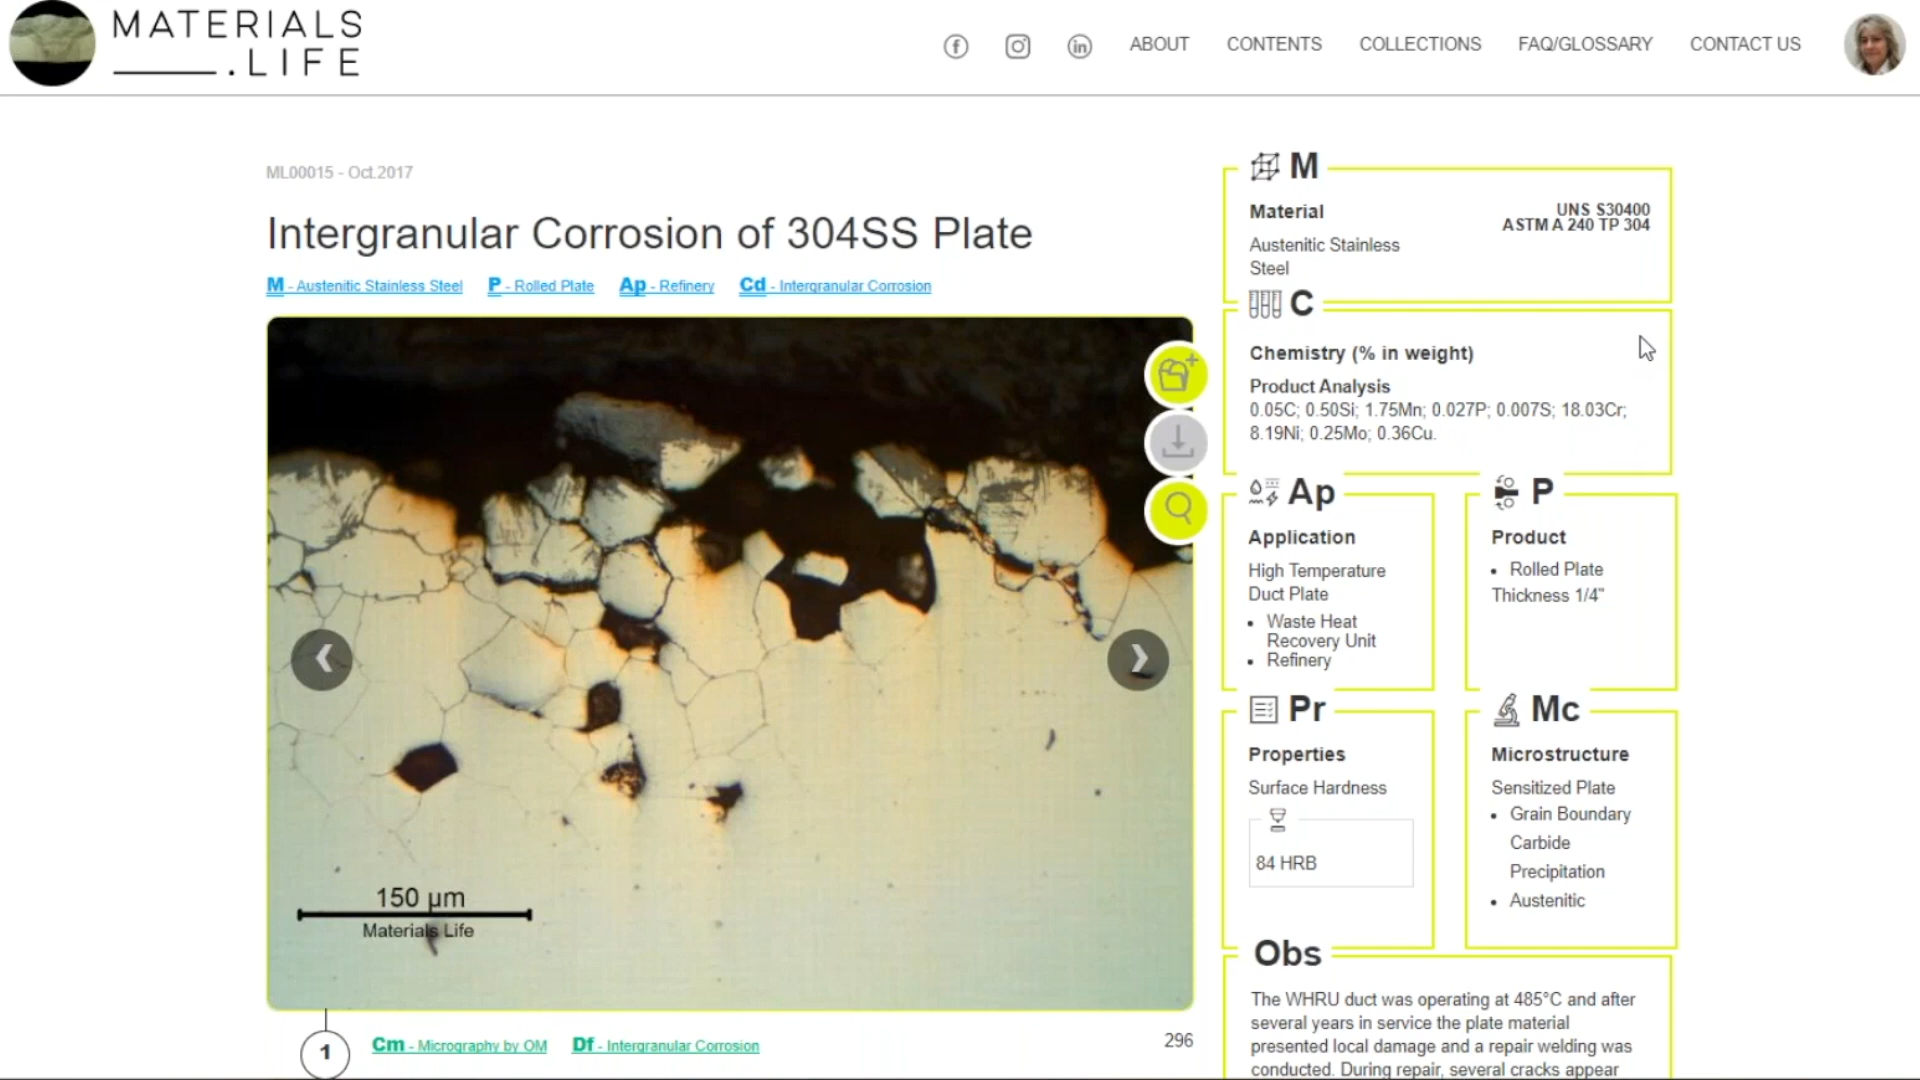 MATERIALS
.LIFE
ABOUT
CONTENTS
COLLECTIONS
FAQ/GLOSSARY
CONTACT US
ML00015 - Oct.2017
Intergranular Corrosion of 304SS Plate
M - Austenitic Stainless Steel
P - Rolled Plate
Ap - Refinery
Cd - Intergranular Corrosion
150 µm
Materials Life
1
Cm - Micrography by OM
Df - Intergranular Corrosion
296
M
Material
UNS S30400
ASTM A 240 TP 304
Austenitic Stainless
Steel
C
Chemistry (% in weight)
Product Analysis
0.05C; 0.50Si; 1.75Mn; 0.027P; 0.007S; 18.03Cr;
8.19Ni; 0.25Mo; 0.36Cu.
Ap
Application
High Temperature
Duct Plate
• Waste Heat
Recovery Unit
• Refinery
P
Product
• Rolled Plate
Thickness 1/4"
Pr
Properties
Surface Hardness
84 HRB
Mc
Microstructure
Sensitized Plate
• Grain Boundary
Carbide
Precipitation
• Austenitic
Obs
The WHRU duct was operating at 485°C and after
several years in service the plate material
presented local damage and a repair welding was
conducted. During repair, several cracks appear